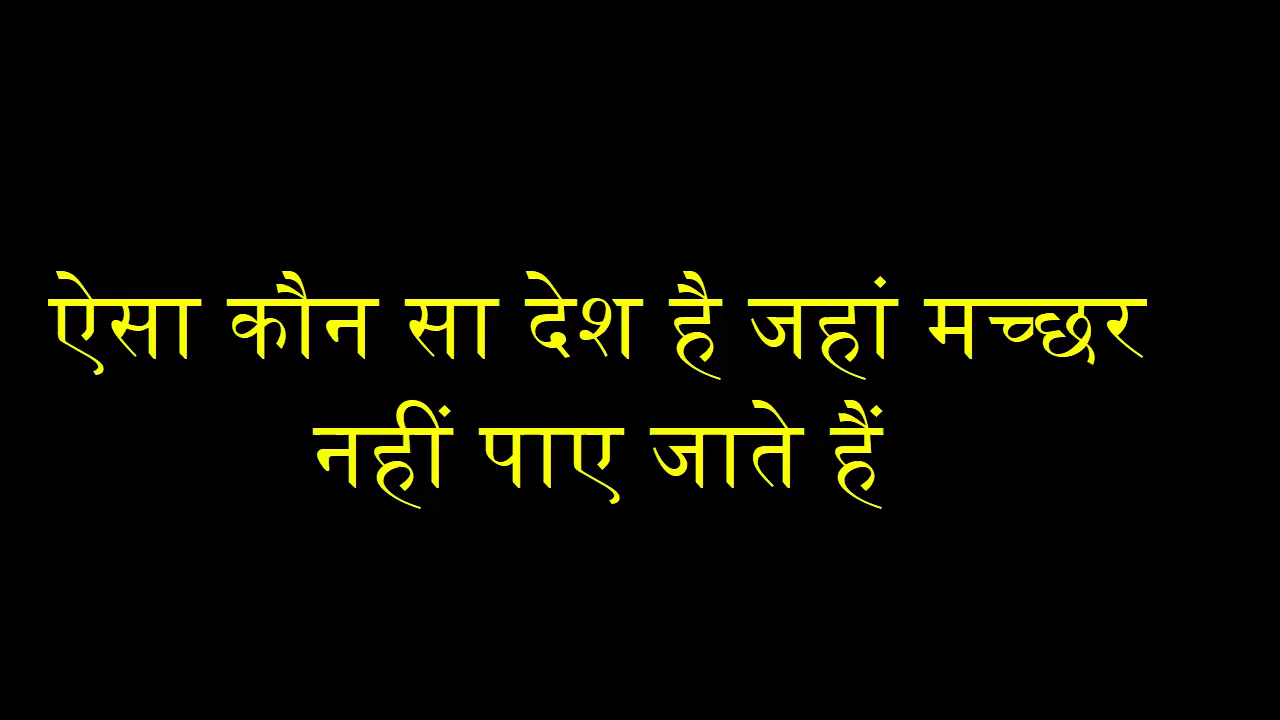 ऐसा कौन सा देश है जहां मच्छर
नहीं पाए जाते हैं